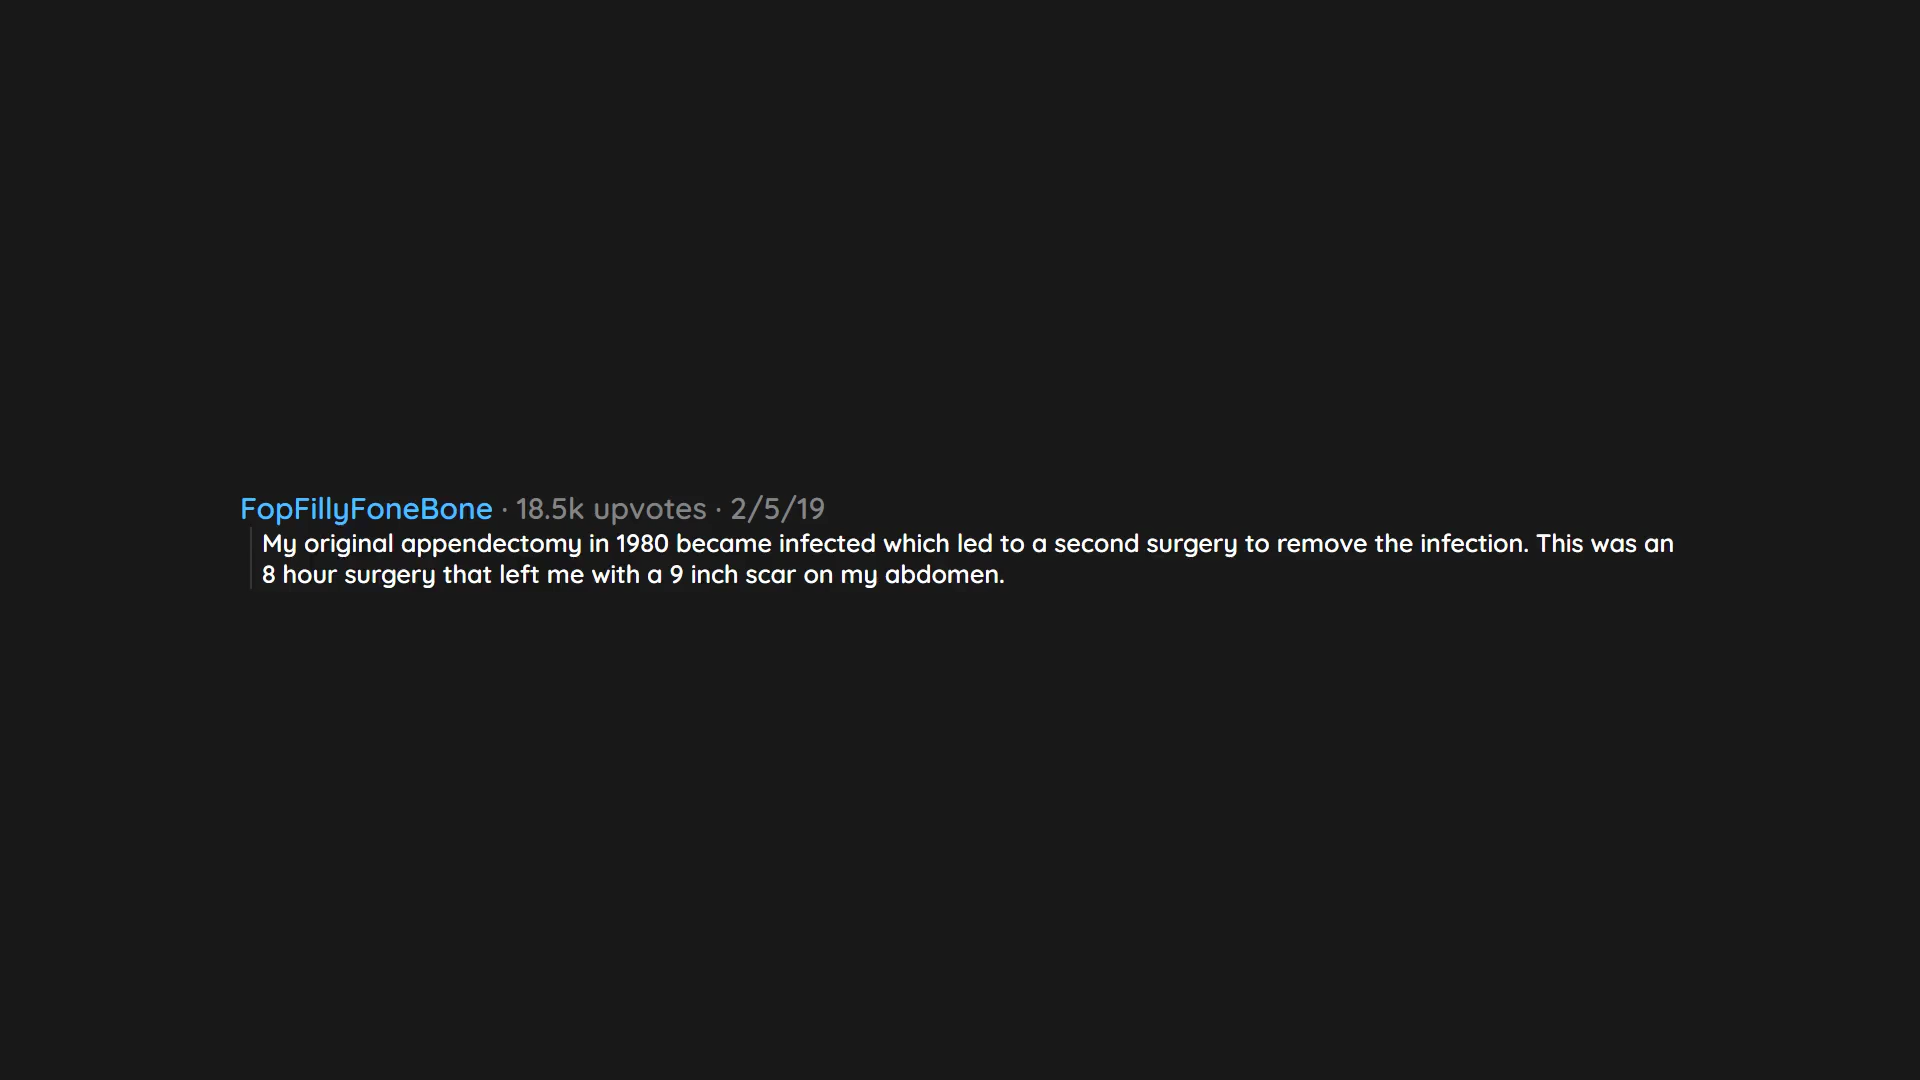 FopFillyFoneBone · 18.5k upvotes · 2/5/19
My original appendectomy in 1980 became infected which led to a second surgery to remove the infection. This was an
8 hour surgery that left me with a 9 inch scar on my abdomen.